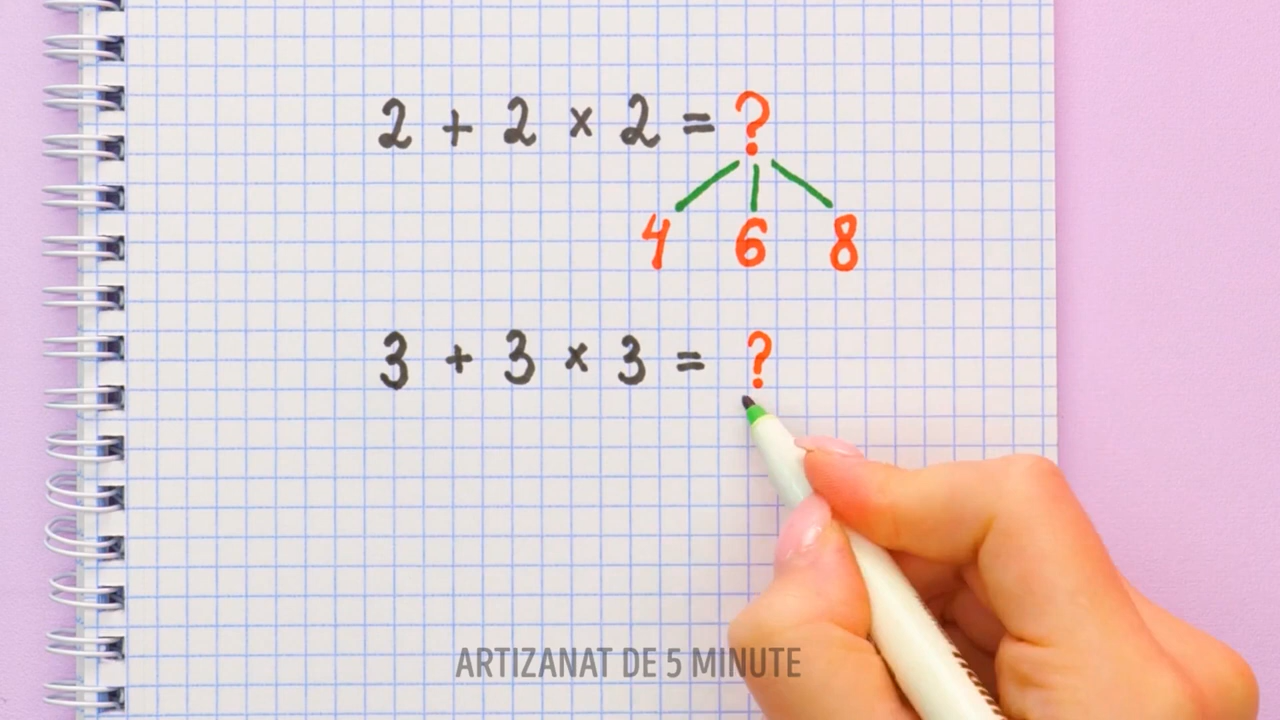 2 + 2 × 2 = ?
4 6 8
3 + 3 × 3 = ?
ARTIZANAT DE 5 MINUTE